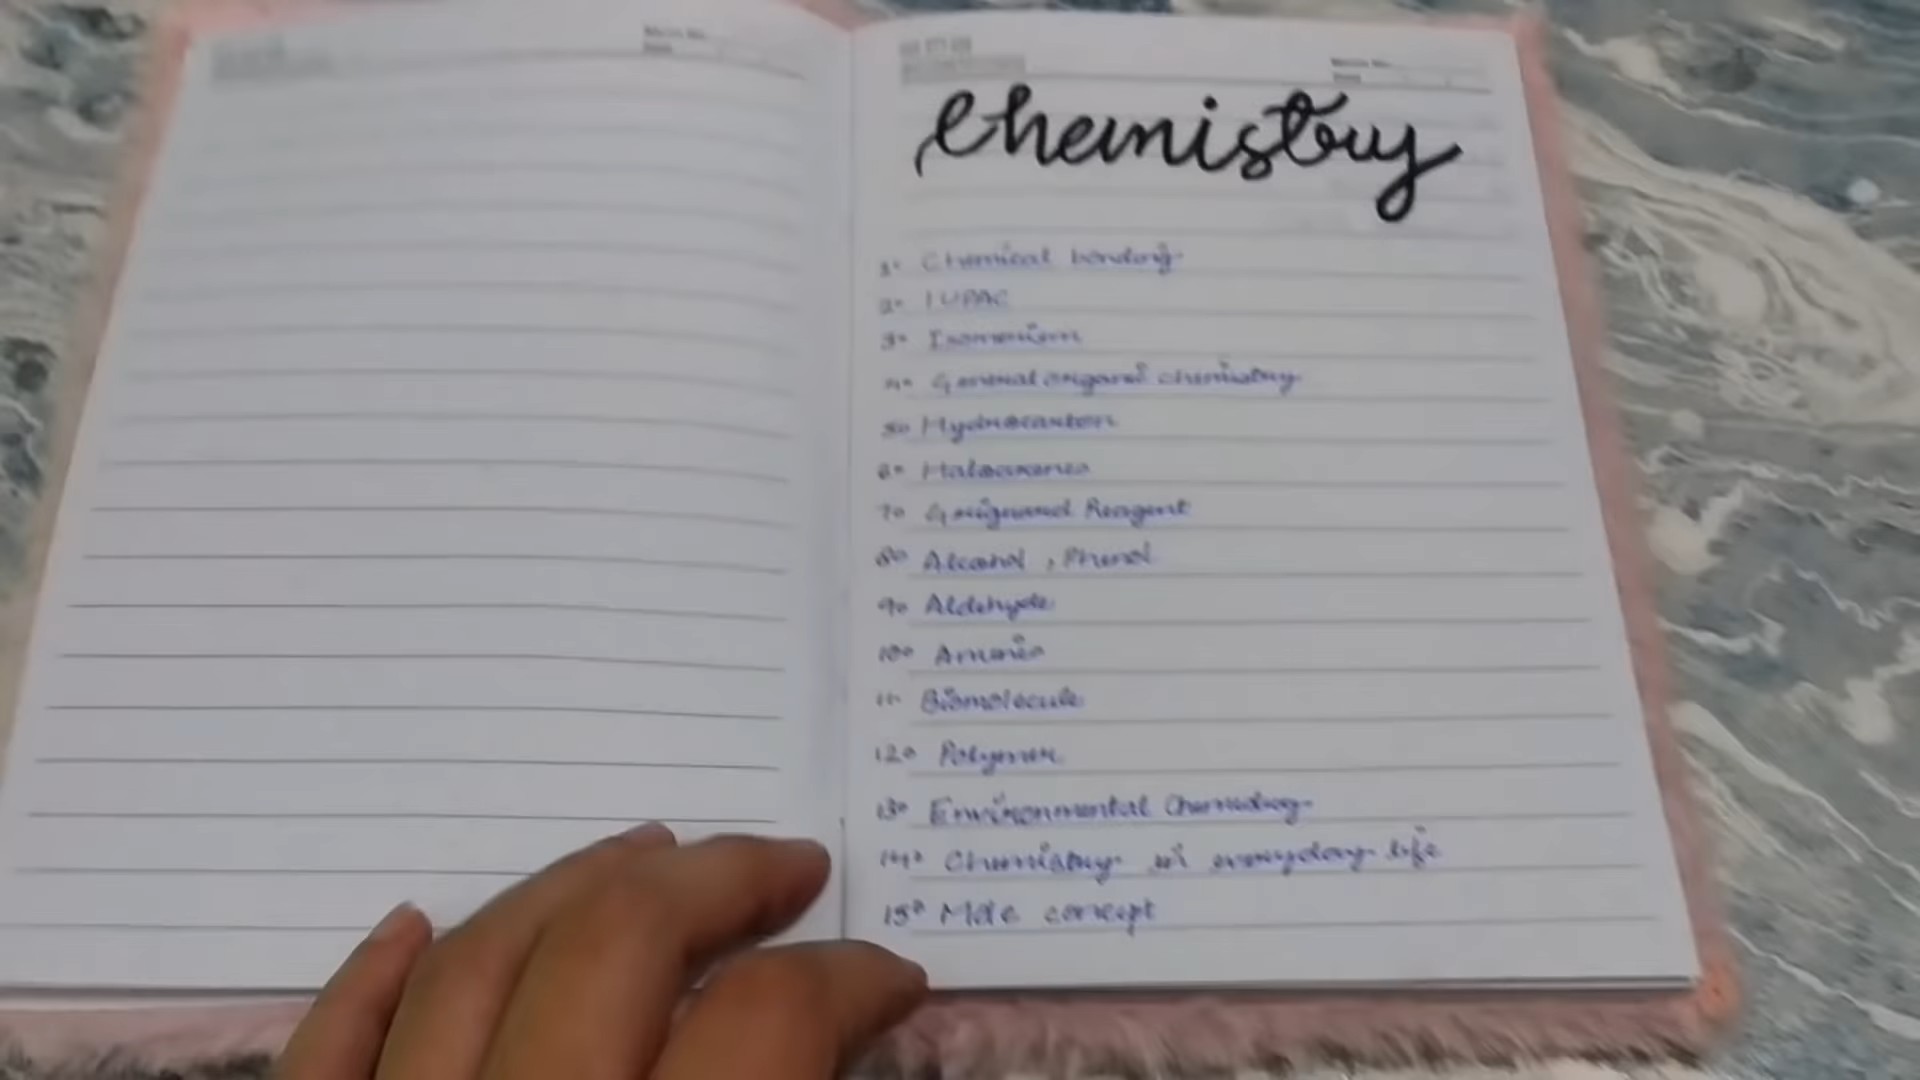 Chemistry
1. Chemical bonding
2. IUPAC
3. Isomerism
4. General organic chemistry
5. Hydrocarbon
6. Haloarenes
7. Grignard Reagent
8. Alcohol , Phenol
9. Aldehyde
10. Amines
11. Biomolecule
12. Polymer
13. Environmental Chemistry
14. Chemistry in everyday life
15. Mole concept